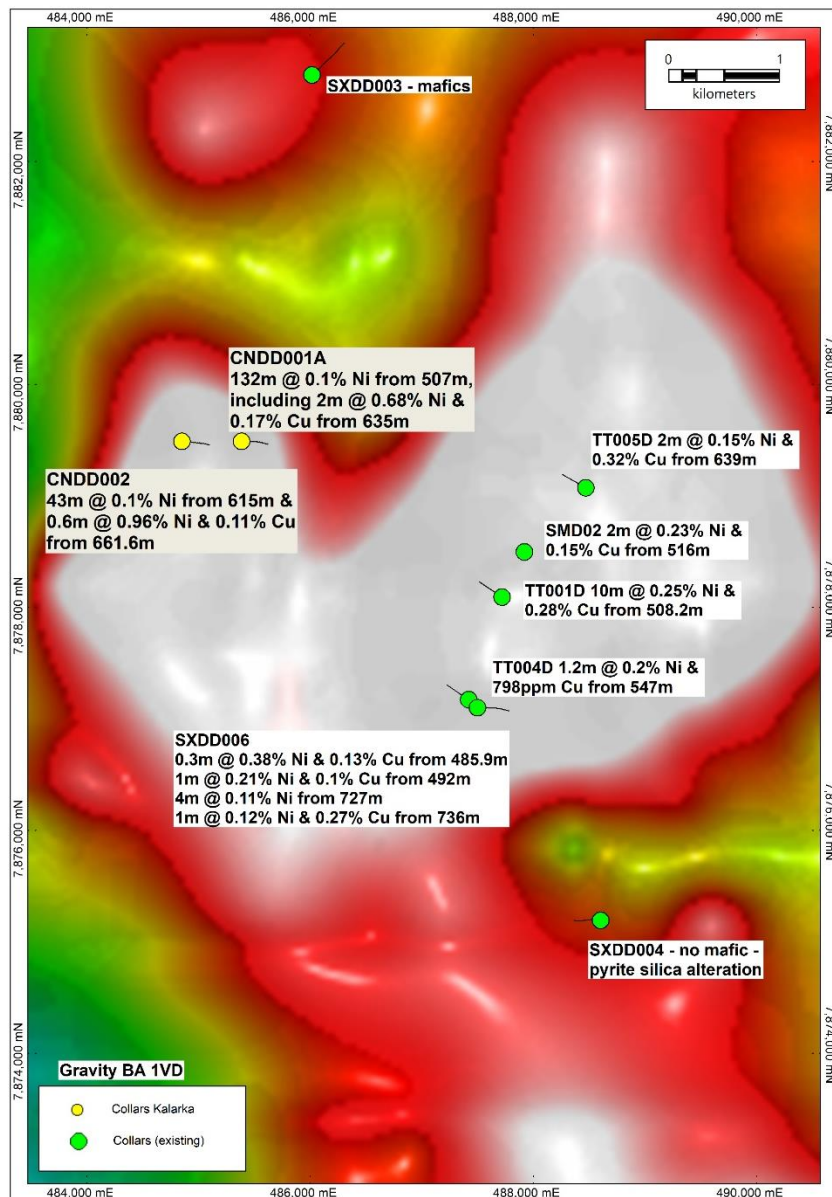 484,000 mE
486,000 mE
488,000 mE
490,000 mE
0
1
kilometers
SXDD003 - mafics
7,882,000 mN
7,882,000 mN
CNDD001A
132m @ 0.1% Ni from 507m,
including 2m @ 0.68% Ni &
0.17% Cu from 635m
7,880,000 mN
7,880,000 mN
TT005D 2m @ 0.15% Ni &
0.32% Cu from 639m
CNDD002
43m @ 0.1% Ni from 615m &
0.6m @ 0.96% Ni & 0.11% Cu
from 661.6m
SMD02 2m @ 0.23% Ni &
0.15% Cu from 516m
TT001D 10m @ 0.25% Ni &
0.28% Cu from 508.2m
7,878,000 mN
7,878,000 mN
TT004D 1.2m @ 0.2% Ni &
798ppm Cu from 547m
SXDD006
0.3m @ 0.38% Ni & 0.13% Cu from 485.9m
1m @ 0.21% Ni & 0.1% Cu from 492m
4m @ 0.11% Ni from 727m
1m @ 0.12% Ni & 0.27% Cu from 736m
7,876,000 mN
7,876,000 mN
SXDD004 - no mafic -
pyrite silica alteration
7,874,000 mN
7,874,000 mN
Gravity BA 1VD
Collars Kalarka
Collars (existing)
484,000 mE
486,000 mE
488,000 mE
490,000 mE